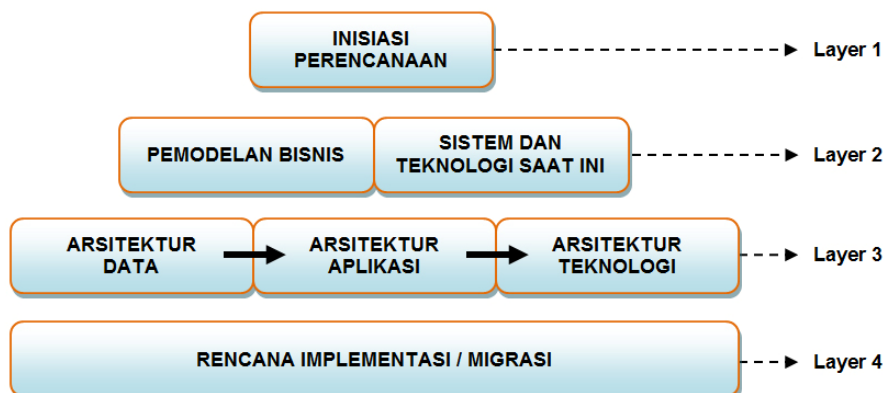 INISIASI
PERENCANAAN
Layer 1
PEMODELAN BISNIS
SISTEM DAN
TEKNOLOGI SAAT INI
Layer 2
ARSITEKTUR
DATA
ARSITEKTUR
APLIKASI
ARSITEKTUR
TEKNOLOGI
Layer 3
RENCANA IMPLEMENTASI / MIGRASI
Layer 4